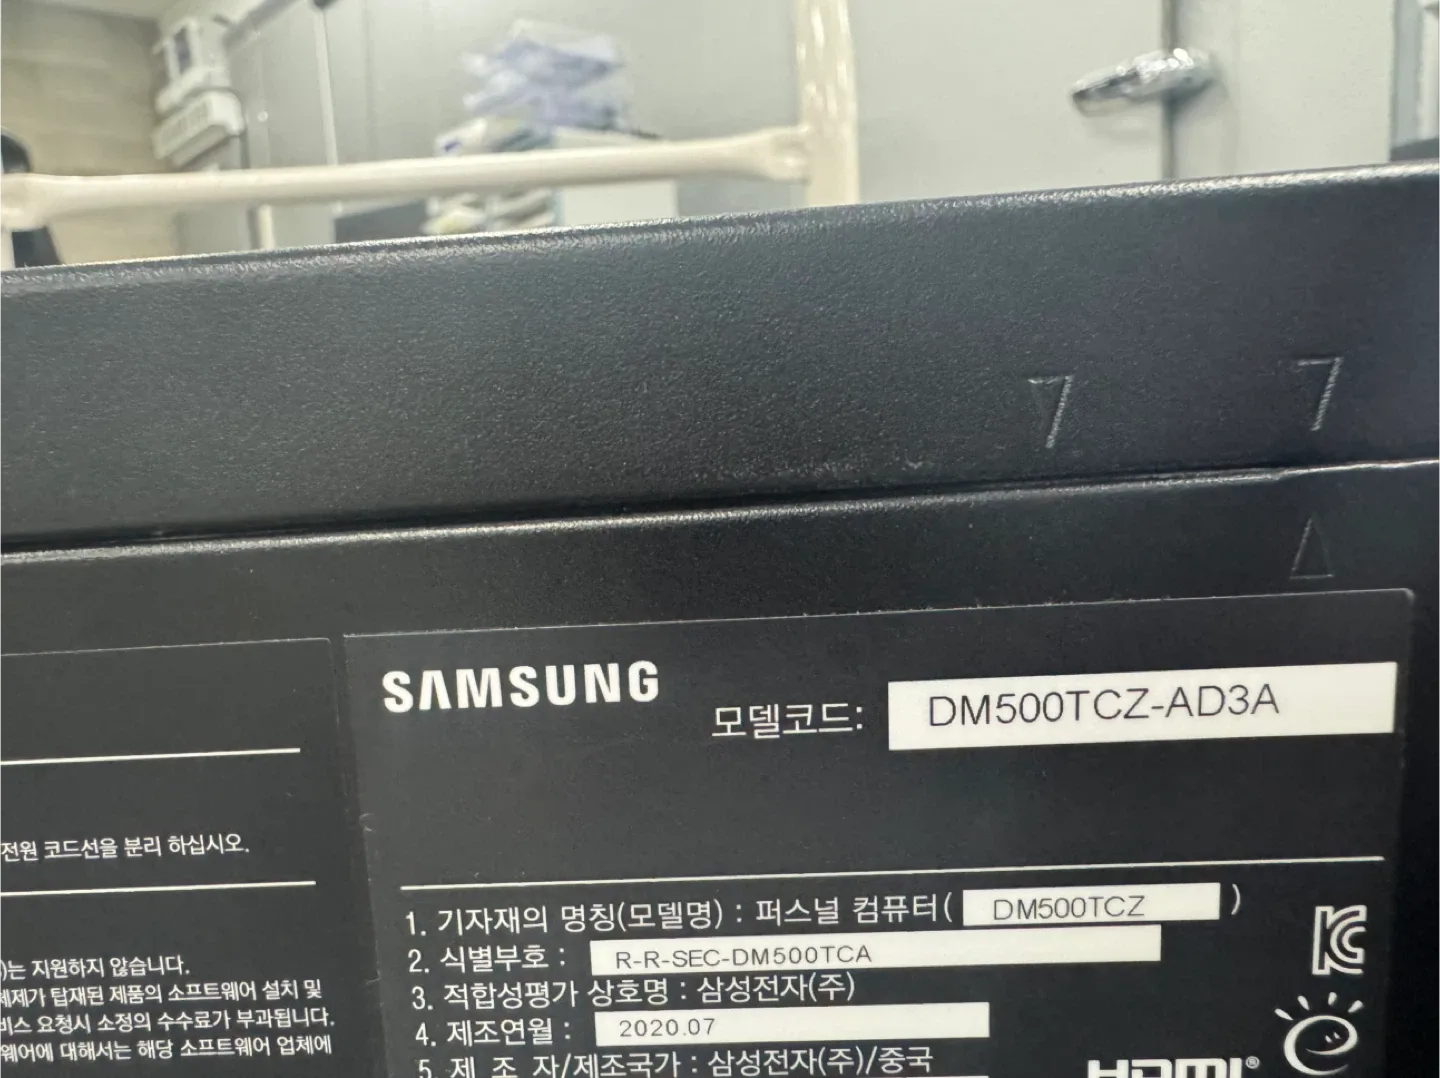 SAMSUNG
모델코드: DM500TCZ-AD3A
전원 코드선을 분리 하십시오.
)는 지원하지 않습니다.
체제가 탑재된 제품의 소프트웨어 설치 및
비스 요청시 소정의 수수료가 부과됩니다.
웨어에 대해서는 해당 소프트웨어 업체에
1. 기자재의 명칭(모델명) : 퍼스널 컴퓨터( DM500TCZ )
2. 식별부호 : R-R-SEC-DM500TCA
3. 적합성평가 상호명 : 삼성전자(주)
4. 제조연월 : 2020.07
5. 제 조 자/제조국가 : 삼성전자(주)/중국
HDMI®